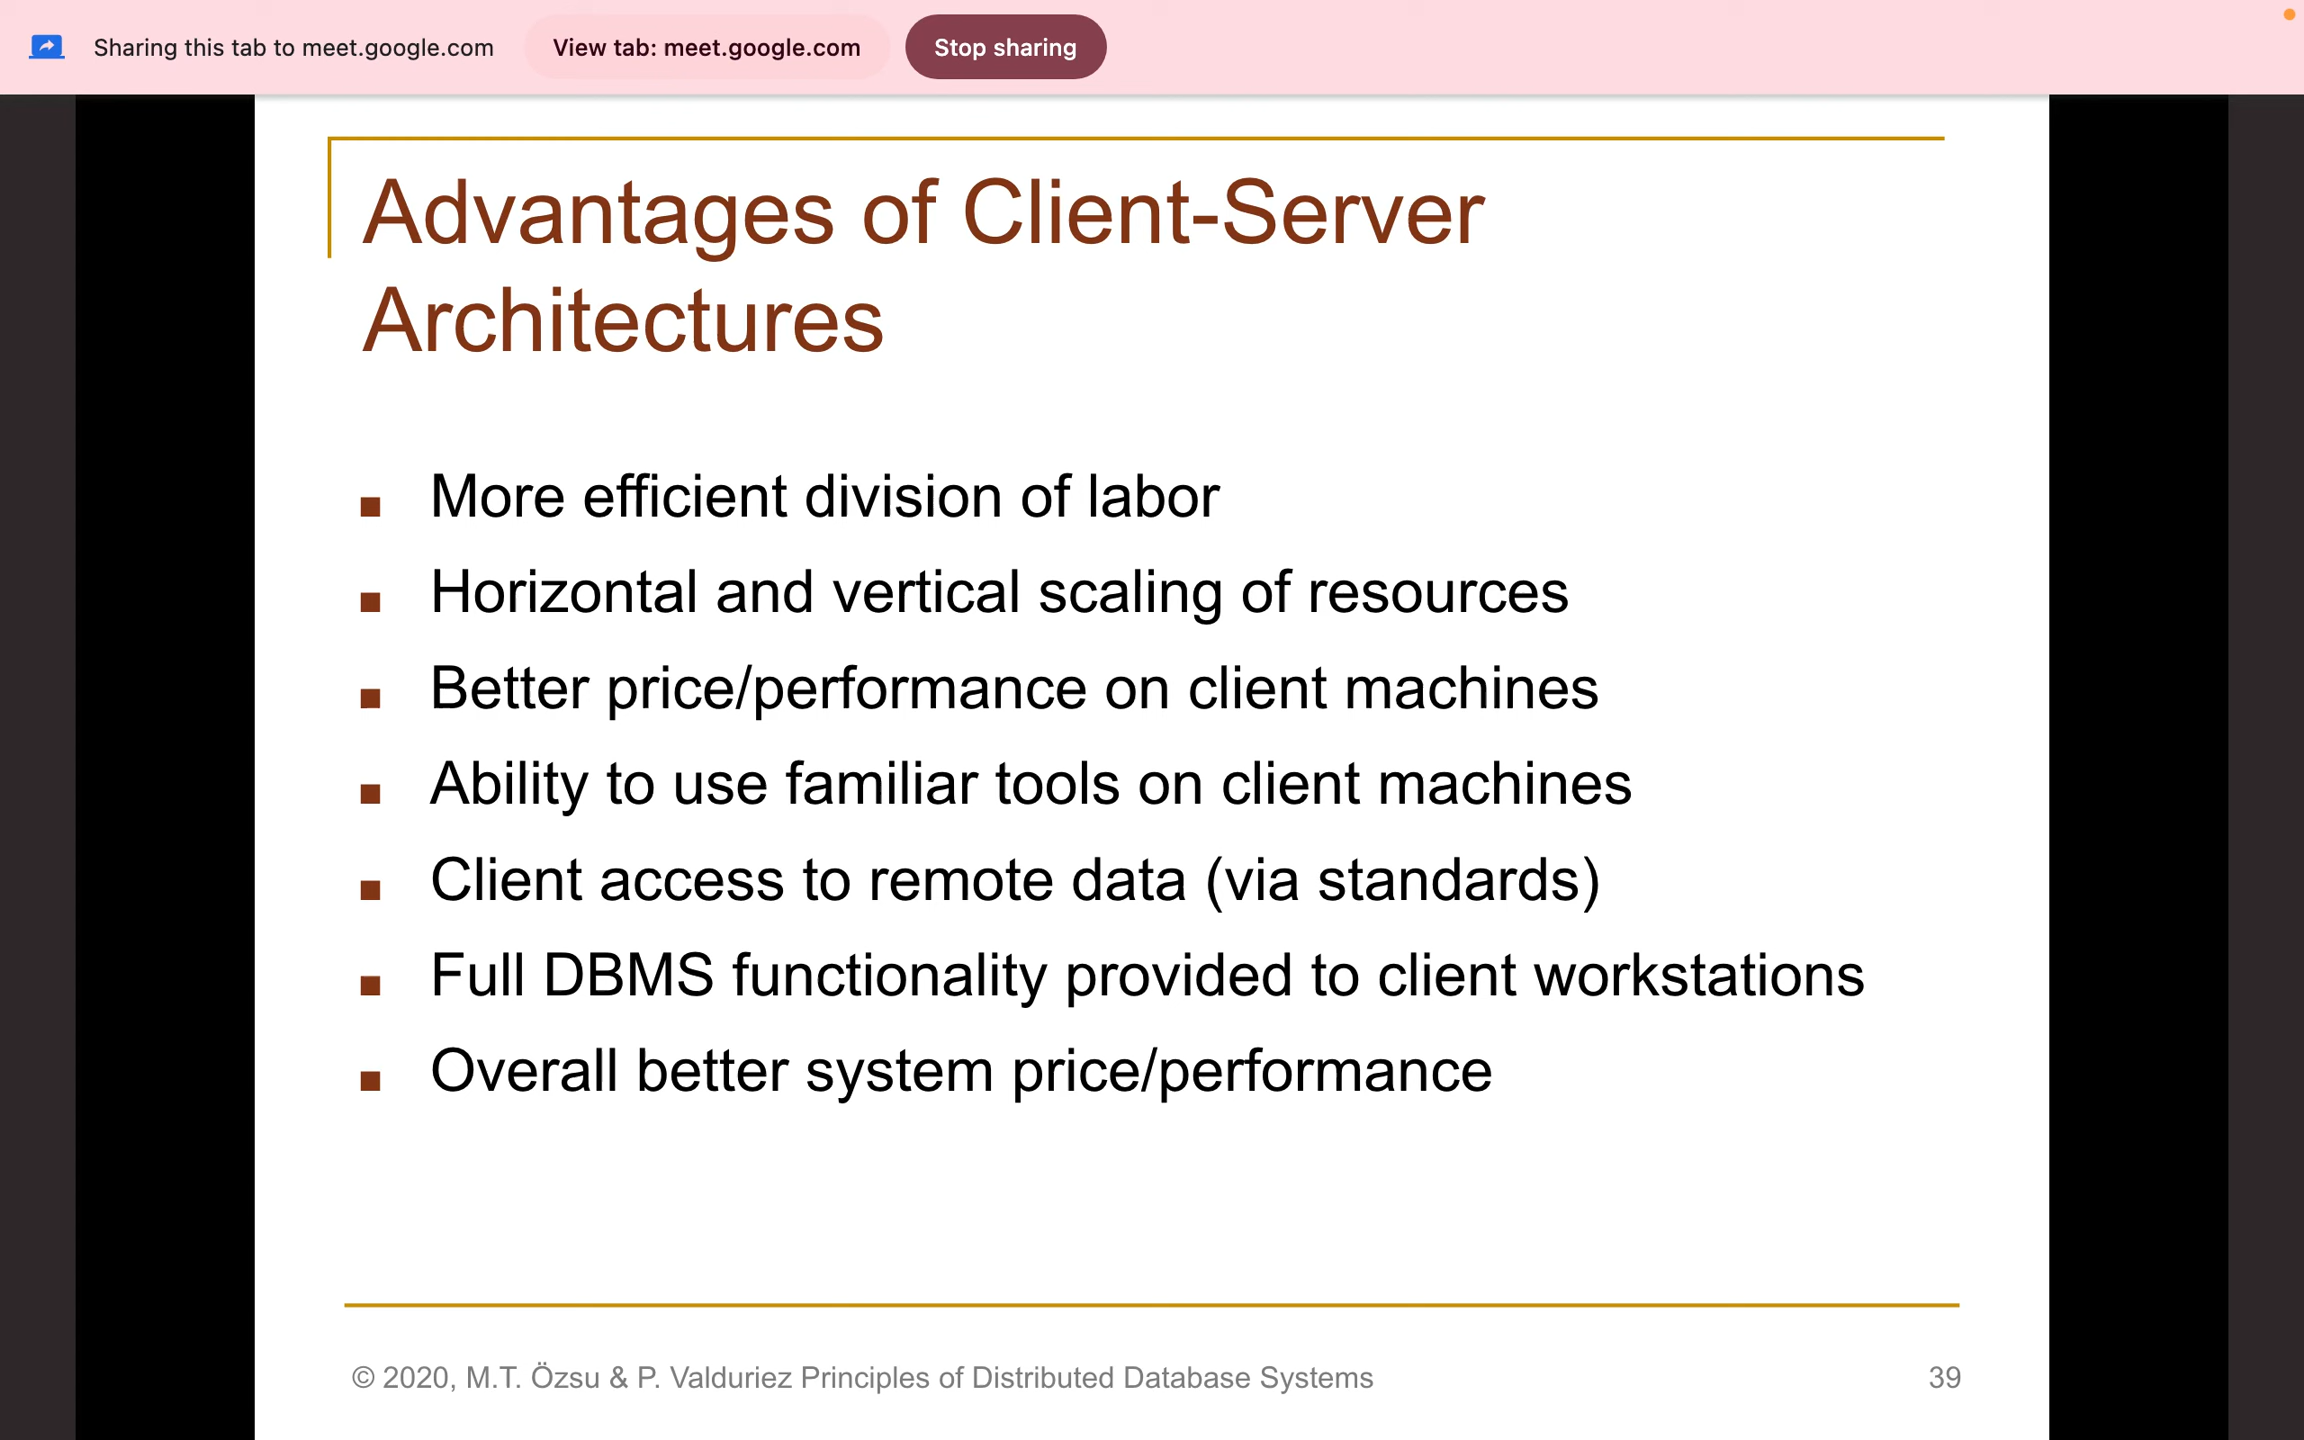 Sharing this tab to meet.google.com View tab: meet.google.com Stop sharing
Advantages of Client-Server
Architectures
More efficient division of labor
Horizontal and vertical scaling of resources
Better price/performance on client machines
Ability to use familiar tools on client machines
Client access to remote data (via standards)
Full DBMS functionality provided to client workstations
Overall better system price/performance
© 2020, M.T. Özsu & P. Valduriez Principles of Distributed Database Systems 39